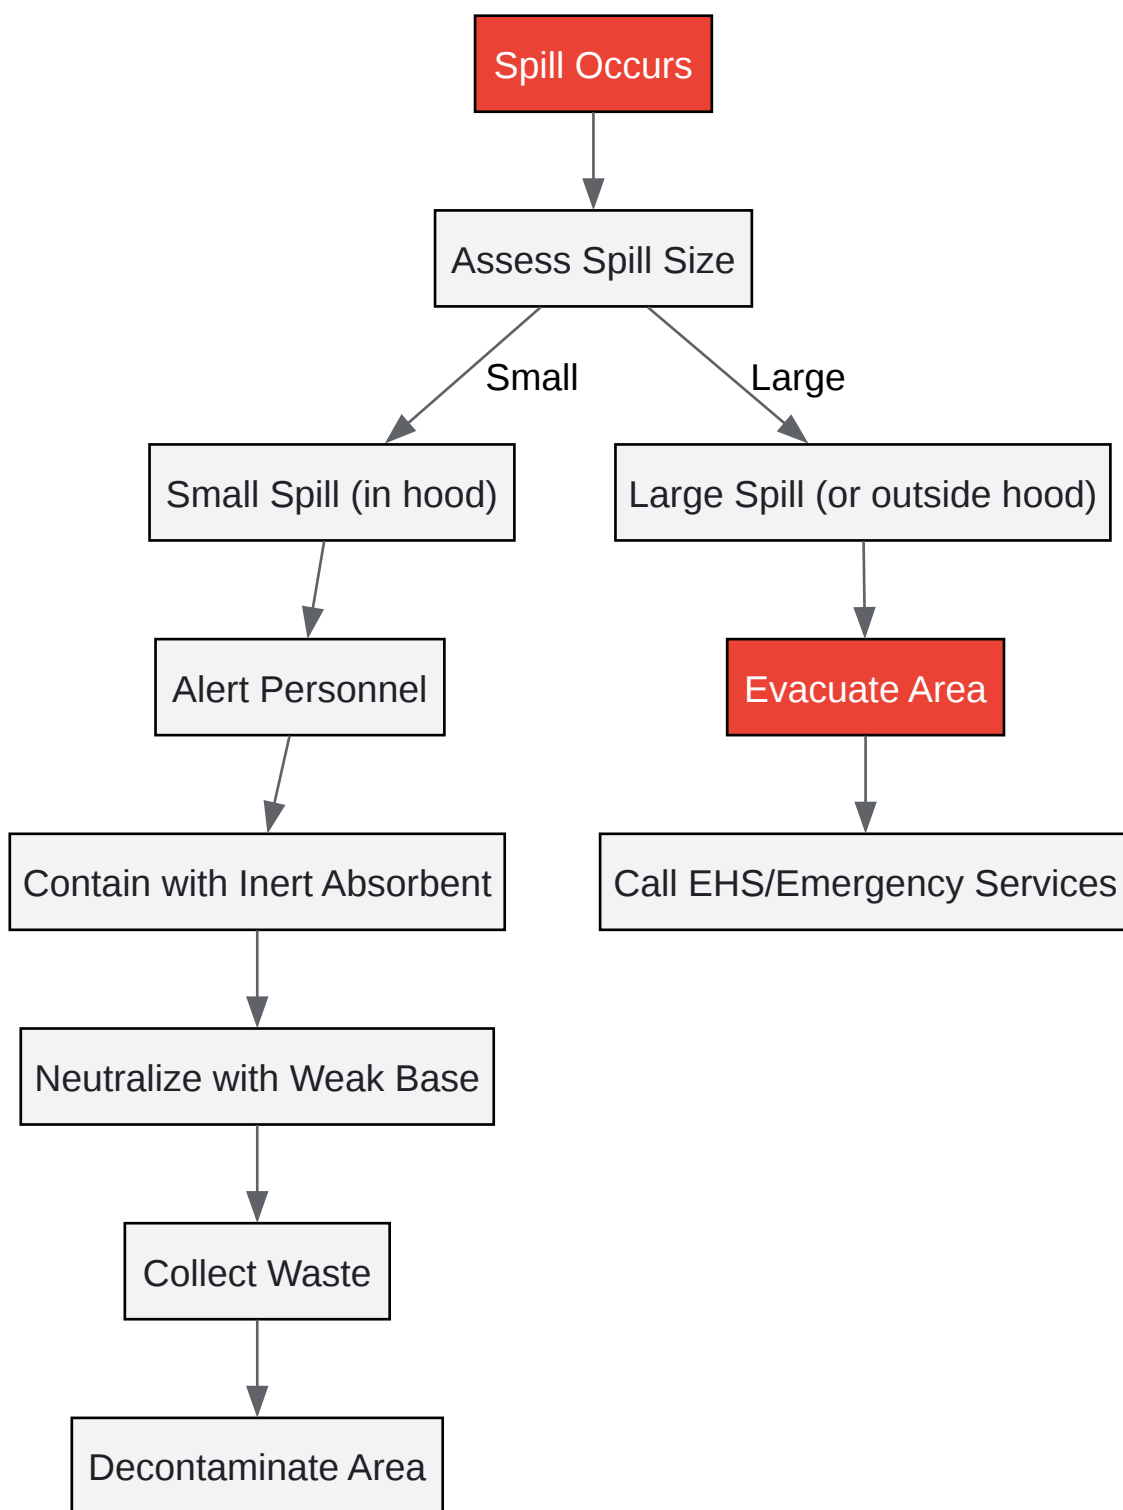 Spill Occurs
Assess Spill Size
Small
Large
Small Spill (in hood)
Large Spill (or outside hood)
Alert Personnel
Evacuate Area
Contain with Inert Absorbent
Call EHS/Emergency Services
Neutralize with Weak Base
Collect Waste
Decontaminate Area